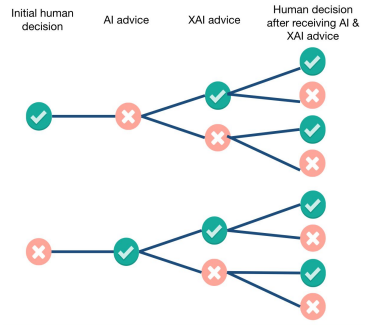 Initial human
decision
AI advice
XAI advice
Human decision
after receiving AI &
XAI advice